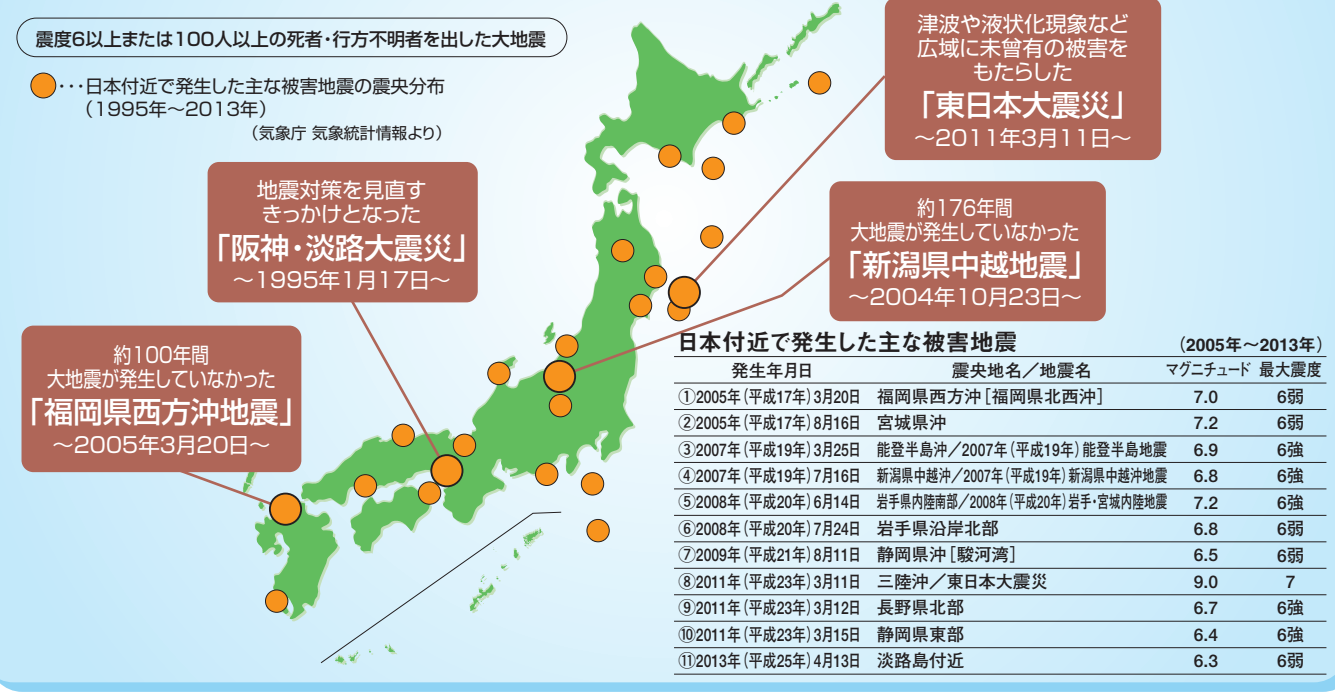 震度6以上または100人以上の死者・行方不明者を出した大地震
・・・日本付近で発生した主な被害地震の震央分布
(1995年〜2013年)
(気象庁 気象統計情報より)
津波や液状化現象など
広域に未曾有の被害を
もたらした
「東日本大震災」
〜2011年3月11日〜
地震対策を見直す
きっかけとなった
「阪神・淡路大震災」
〜1995年1月17日〜
約176年間
大地震が発生していなかった
「新潟県中越地震」
〜2004年10月23日〜
約100年間
大地震が発生していなかった
「福岡県西方沖地震」
〜2005年3月20日〜
日本付近で発生した主な被害地震 (2005年〜2013年)
発生年月日 震央地名/地震名 マグニチュード 最大震度
①2005年(平成17年)3月20日 福岡県西方沖[福岡県北西沖] 7.0 6弱
②2005年(平成17年)8月16日 宮城県沖 7.2 6弱
③2007年(平成19年)3月25日 能登半島沖/2007年(平成19年)能登半島地震 6.9 6強
④2007年(平成19年)7月16日 新潟県中越沖/2007年(平成19年)新潟県中越沖地震 6.8 6強
⑤2008年(平成20年)6月14日 岩手県内陸南部/2008年(平成20年)岩手・宮城内陸地震 7.2 6強
⑥2008年(平成20年)7月24日 岩手県沿岸北部 6.8 6弱
⑦2009年(平成21年)8月11日 静岡県沖[駿河湾] 6.5 6弱
⑧2011年(平成23年)3月11日 三陸沖/東日本大震災 9.0 7
⑨2011年(平成23年)3月12日 長野県北部 6.7 6強
⑩2011年(平成23年)3月15日 静岡県東部 6.4 6強
⑪2013年(平成25年)4月13日 淡路島付近 6.3 6弱